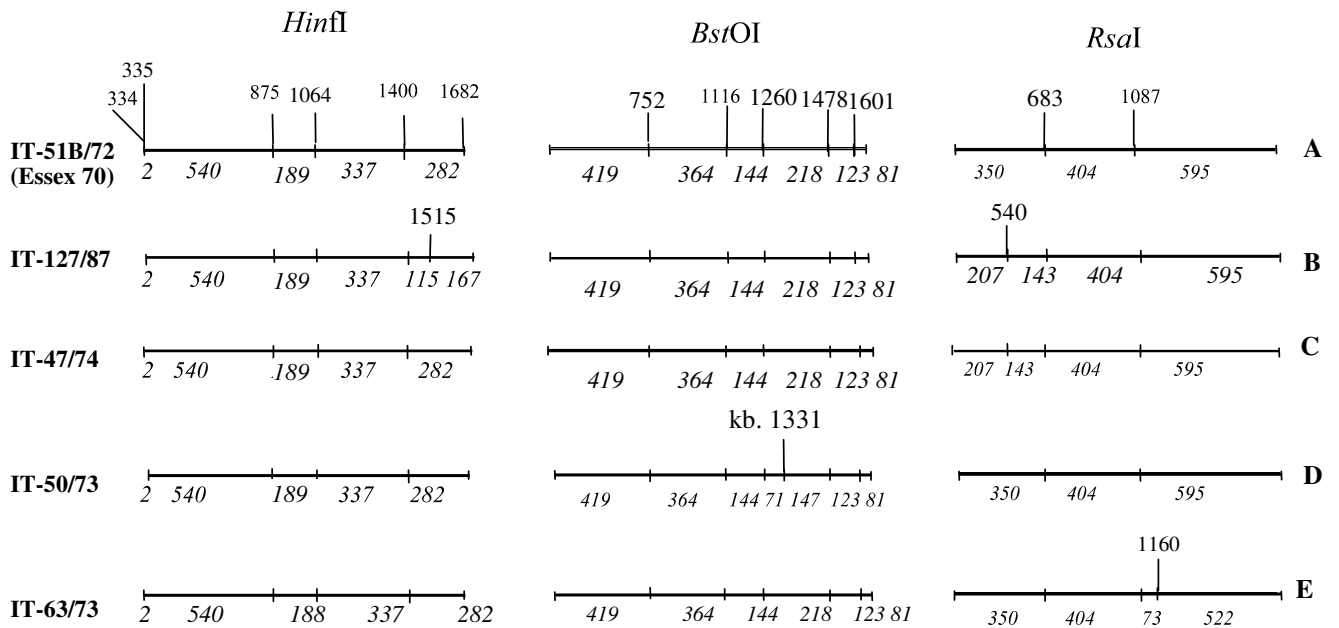 HinfI BstOI RsaI
335
334 875 1064 1400 1682 752 1116 1260 1478 1601 683 1087
IT-51B/72 A
(Essex 70) 2 540 189 337 282 419 364 144 218 123 81 350 404 595
1515 540
IT-127/87 B
2 540 189 337 115 167 419 364 144 218 123 81 207 143 404 595
IT-47/74 C
2 540 189 337 282 419 364 144 218 123 81 207 143 404 595
kb. 1331
IT-50/73 D
2 540 189 337 282 419 364 144 71 147 123 81 350 404 595
1160
IT-63/73 E
2 540 188 337 282 419 364 144 218 123 81 350 404 73 522